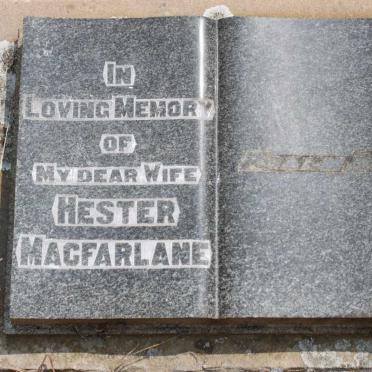 IN
LOVING MEMORY
OF
MY DEAR WIFE
HESTER
MACFARLANE